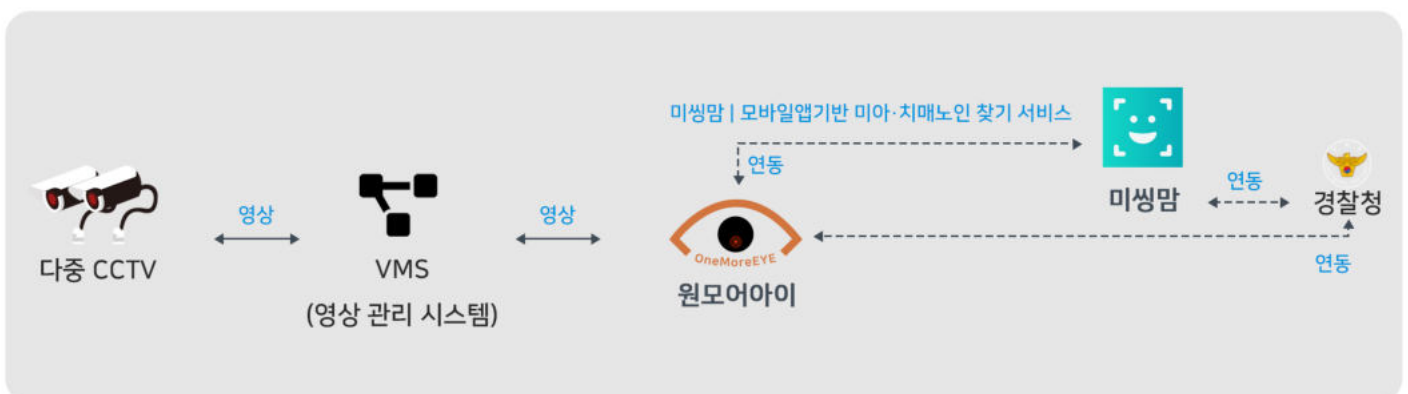 미씽맘 | 모바일앱기반 미아·치매노인 찾기 서비스
연동
영상
영상
연동
연동
다중 CCTV
VMS
(영상 관리 시스템)
OneMoreEYE
원모어아이
미씽맘
경찰청